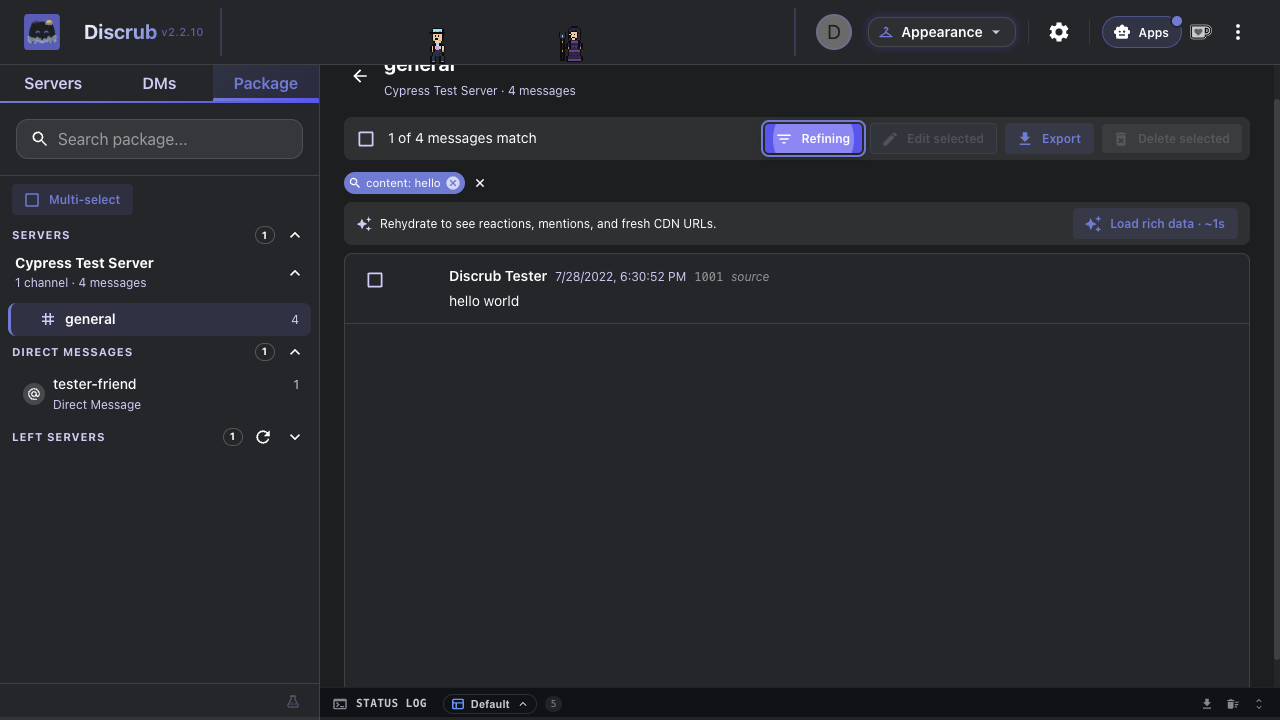 Discrub v2.2.10
D
Appearance
Apps
Servers
DMs
Package
Search package...
Multi-select
SERVERS
1
Cypress Test Server
1 channel · 4 messages
general
4
DIRECT MESSAGES
1
@
tester-friend
1
Direct Message
LEFT SERVERS
1
general
Cypress Test Server · 4 messages
1 of 4 messages match
Refining
Edit selected
Export
Delete selected
content: hello
Rehydrate to see reactions, mentions, and fresh CDN URLs.
Load rich data · ~1s
Discrub Tester 7/28/2022, 6:30:52 PM 1001 source
hello world
STATUS LOG
Default
5